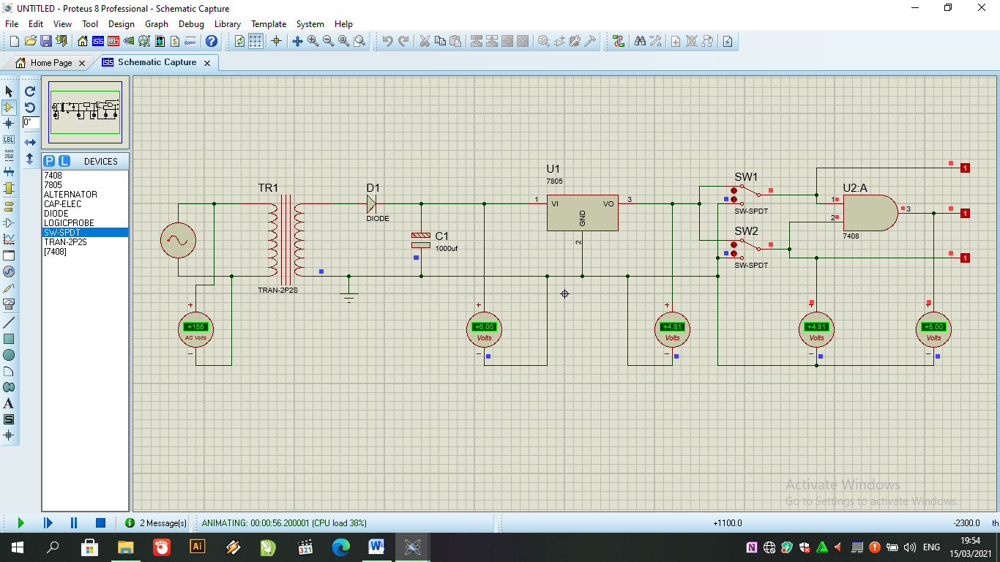 UNTITLED - Proteus 8 Professional - Schematic Capture
File Edit View Tool Design Graph Debug Library Template System Help
Home Page Schematic Capture
0°
LBL
P L DEVICES
7408
7805
ALTERNATOR
CAP-ELEC
DIODE
LOGICPROBE
SW-SPDT
TRAN-2P2S
[7408]
A
S
TR1
TRAN-2P2S
D1
DIODE
C1
1000uf
U1
7805
1 VI VO 3
GND
2
SW1
SW-SPDT
SW2
SW-SPDT
U2:A
1
2
3
7408
1
1
1
+155
AC Volts
+6.00
Volts
+4.81
Volts
+4.81
Volts
+5.00
Volts
Activate Windows
Go to Settings to activate Windows.
2 Message(s) ANIMATING: 00:00:56.200001 (CPU load 38%) +1100.0 -2300.0 th
Ai 321 W N ENG 19:54
15/03/2021